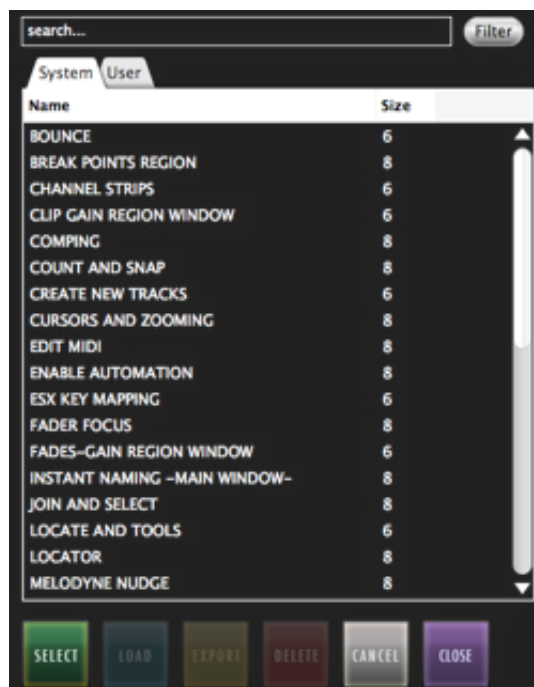 search...
Filter
System User
Name Size
BOUNCE 6
BREAK POINTS REGION 8
CHANNEL STRIPS 6
CLIP GAIN REGION WINDOW 6
COMPING 8
COUNT AND SNAP 8
CREATE NEW TRACKS 6
CURSORS AND ZOOMING 8
EDIT MIDI 8
ENABLE AUTOMATION 8
ESX KEY MAPPING 6
FADER FOCUS 8
FADES-GAIN REGION WINDOW 6
INSTANT NAMING -MAIN WINDOW- 8
JOIN AND SELECT 8
LOCATE AND TOOLS 6
LOCATOR 8
MELODYNE NUDGE 8
SELECT LOAD EXPORT DELETE CANCEL CLOSE